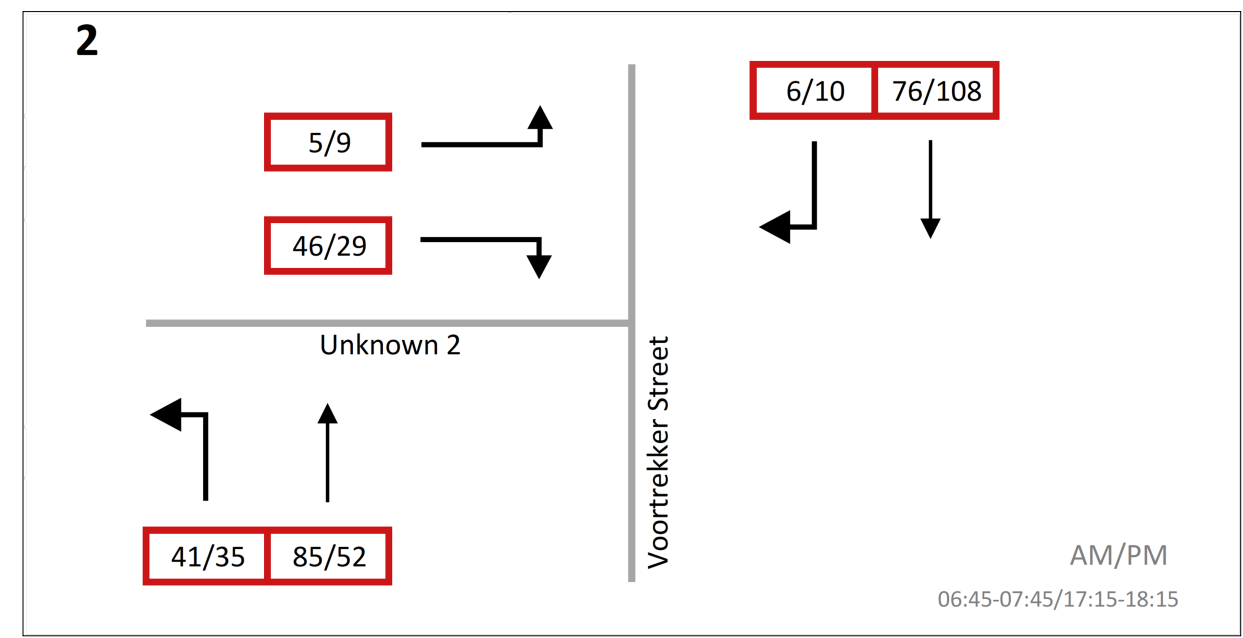 2
6/10 76/108
5/9
46/29
Unknown 2
Voortrekker Street
41/35 85/52
AM/PM
06:45-07:45/17:15-18:15